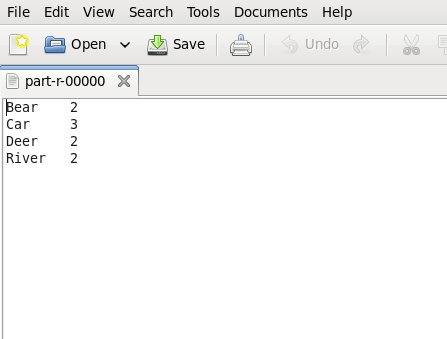 File Edit View Search Tools Documents Help
Open Save Undo
part-r-00000
Bear 2
Car 3
Deer 2
River 2